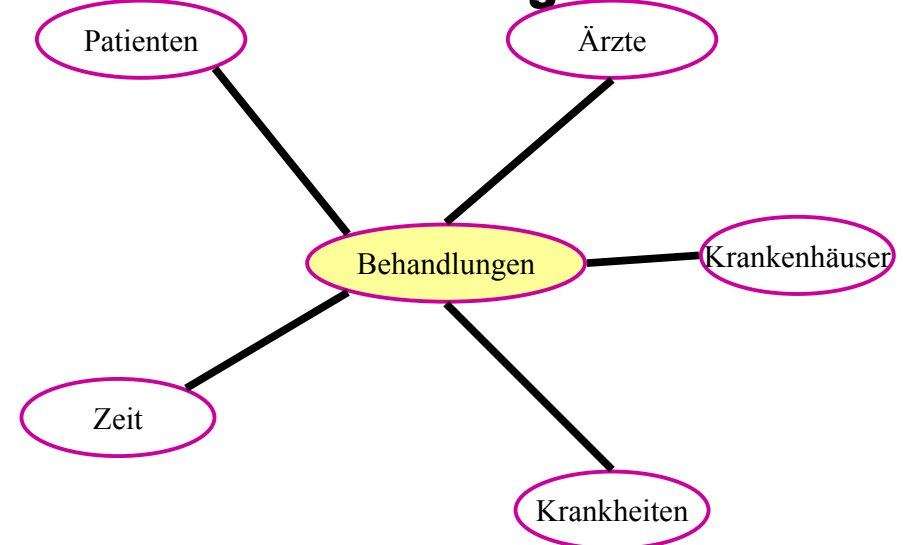 Patienten
Ärzte
Behandlungen
Krankenhäuser
Zeit
Krankheiten